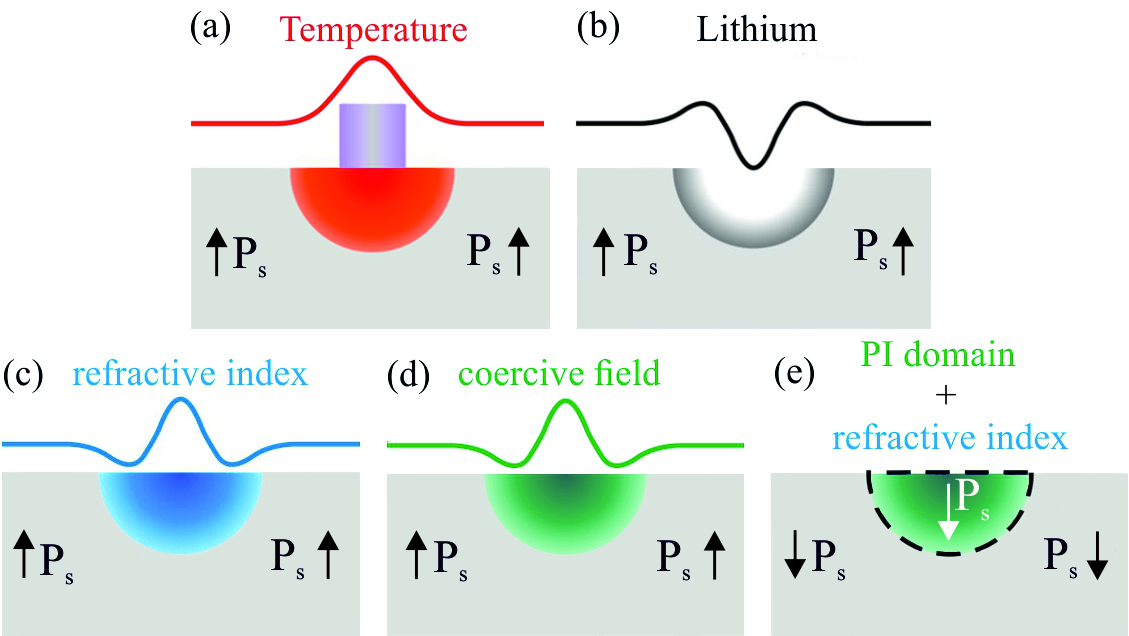 (a) Temperature
(b) Lithium
Ps Ps
Ps Ps
(c) refractive index
(d) coercive field
(e) PI domain
+
refractive index
Ps Ps
Ps Ps
Ps
Ps Ps